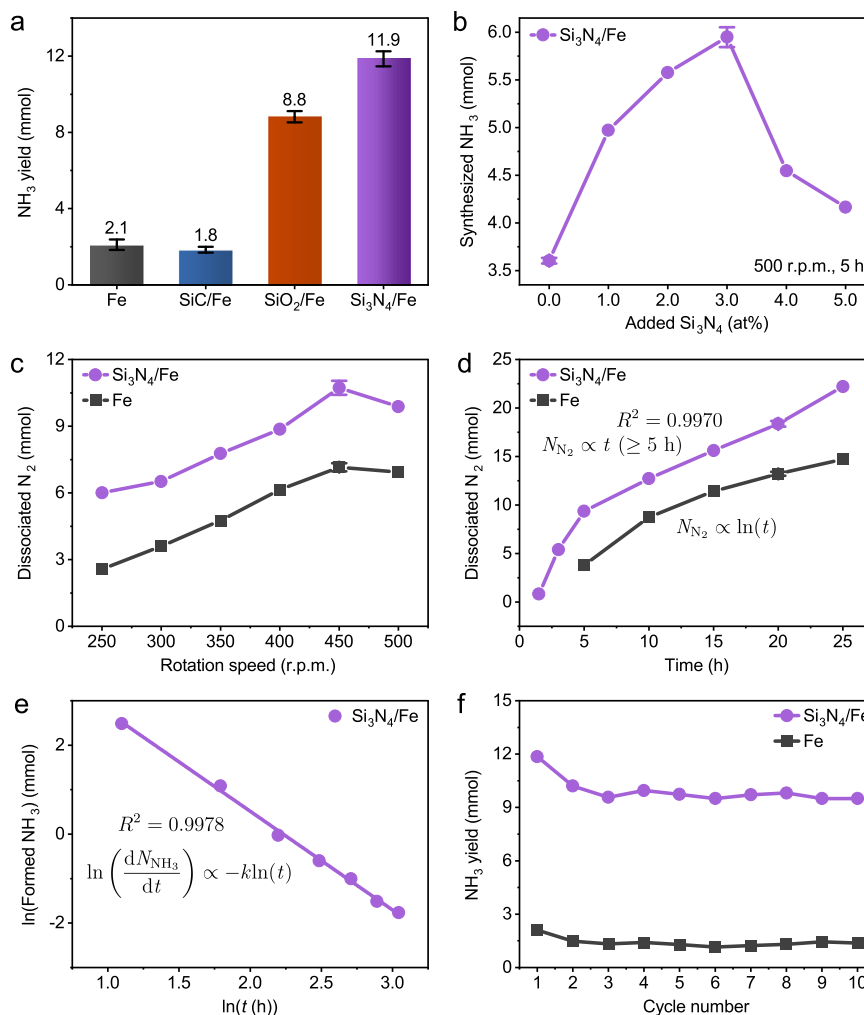 a
NH₃ yield (mmol)
12
9
6
3
0
2.1
1.8
8.8
11.9
Fe
SiC/Fe
SiO₂/Fe
Si₃N₄/Fe
b
Si₃N₄/Fe
Synthesized NH₃ (mmol)
6.0
5.5
5.0
4.5
4.0
3.5
500 r.p.m., 5 h
0.0
1.0
2.0
3.0
4.0
5.0
Added Si₃N₄ (at%)
c
Si₃N₄/Fe
Fe
Dissociated N₂ (mmol)
12
9
6
3
0
250
300
350
400
450
500
Rotation speed (r.p.m.)
d
Si₃N₄/Fe
Fe
Dissociated N₂ (mmol)
25
20
15
10
5
0
R² = 0.9970
N_N₂ ∝ t (≥ 5 h)
N_N₂ ∝ ln(t)
0
5
10
15
20
25
Time (h)
e
Si₃N₄/Fe
ln(Formed NH₃) (mmol)
2
0
-2
R² = 0.9978
ln (dN_NH₃/dt) ∝ −kln(t)
1.0
1.5
2.0
2.5
3.0
ln(t (h))
f
Si₃N₄/Fe
Fe
NH₃ yield (mmol)
15
12
9
6
3
0
1
2
3
4
5
6
7
8
9
10
Cycle number